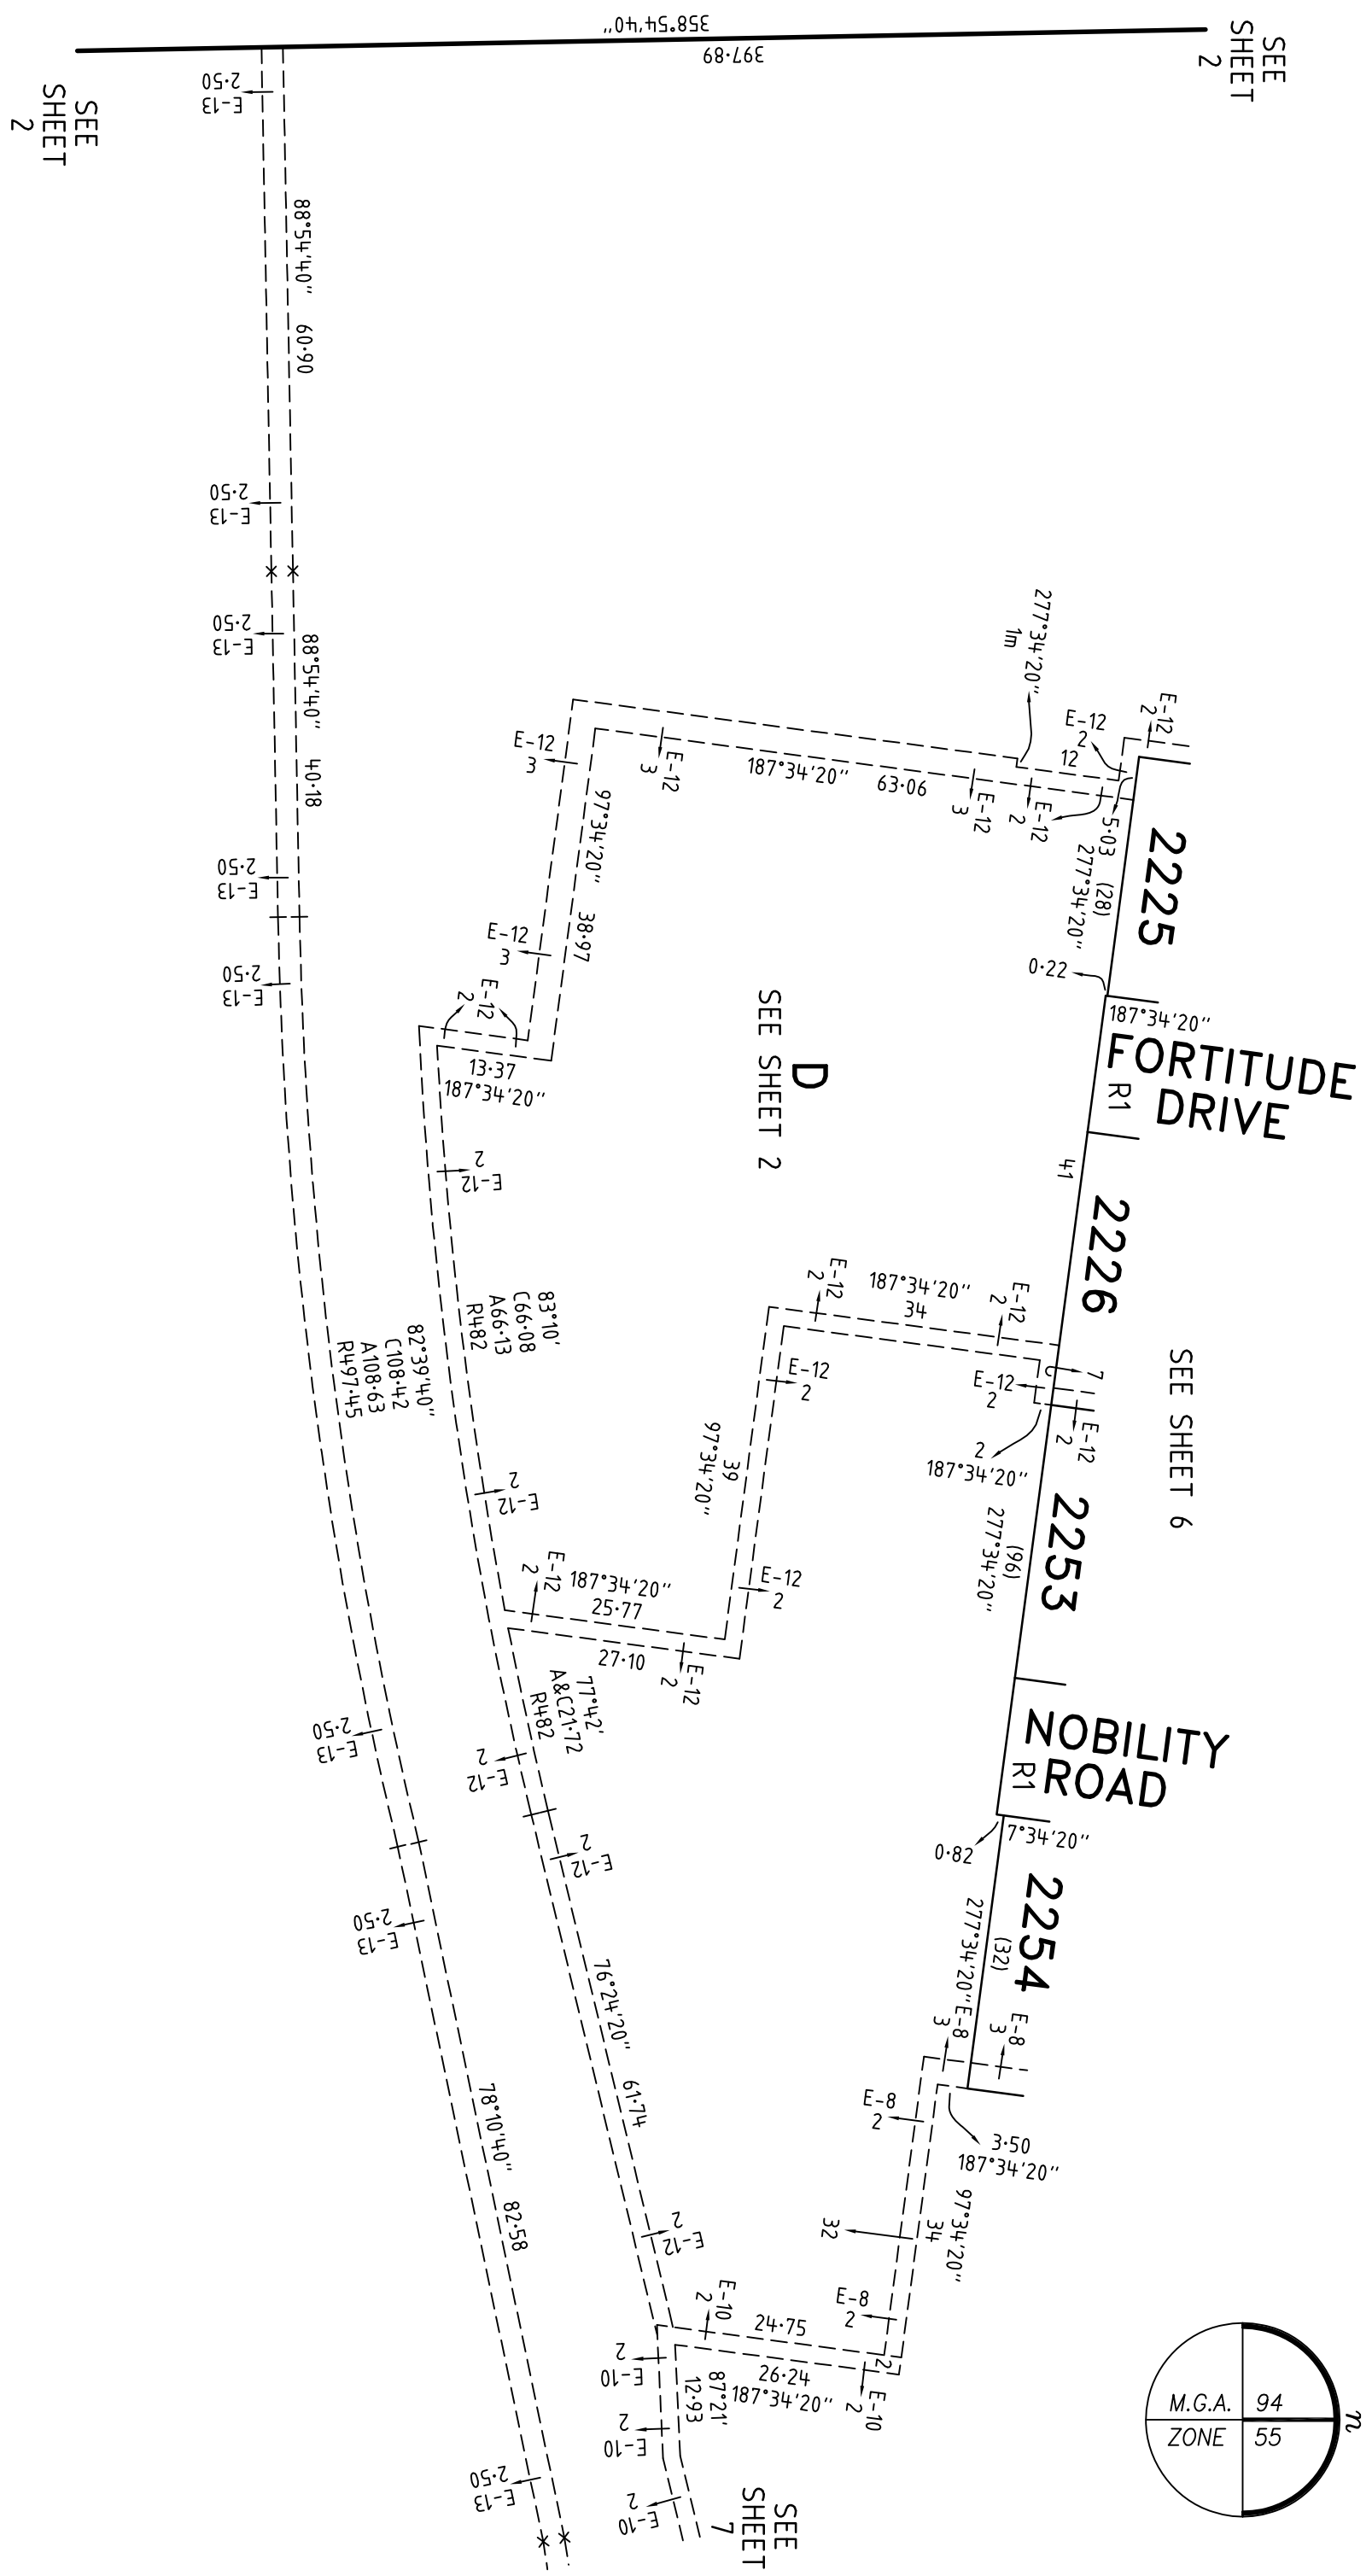 358°54'40"
397·89
SEE
SHEET
2
SEE
SHEET
2
2·50
E-13
88°54'40" 60·90
2·50
E-13
2·50
E-13
88°54'40" 40·18
2·50
E-13
2·50
E-13
277°34'20"
1m
E-12
2
E-12
2
12
5·03
(28)
277°34'20"
2225
E-12
2
E-12
3
187°34'20" 63·06
E-12
3
E-12
3
97°34'20" 38·97
E-12
3
E-12
2
13·37
187°34'20"
0·22
187°34'20"
FORTITUDE
DRIVE
R1
D
SEE SHEET 2
41
2226
E-12
2
83°10'
C66·08
A66·13
R482
82°39'40"
C108·42
A108·63
R497·45
E-12
2
187°34'20"
34
E-12
2
7
2
E-12
2
E-12
2
SEE SHEET 6
2
187°34'20"
E-12
2
39
97°34'20"
E-12
2
2253
(96)
277°34'20"
E-12
2
E-12
2
187°34'20"
25·77
27·10
E-12
2
77°42'
A&C21·72
R482
2·50
E-13
2
E-12
NOBILITY
ROAD
R1
7°34'20"
0·82
2254
(32)
277°34'20"
2
E-12
2·50
E-13
76°24'20" 61·74
78°10'40" 82·58
E-8
3
E-8
3
E-8
2
3·50
187°34'20"
97°34'20"
34
32
E-8
2
2
E-12
E-10
2
24·75
26·24
187°34'20"
2
E-10
2
87°21'
12·93
2
E-10
2
E-10
2
E-10
2·50
E-13
SEE
SHEET
7
M.G.A. 94
ZONE 55
n